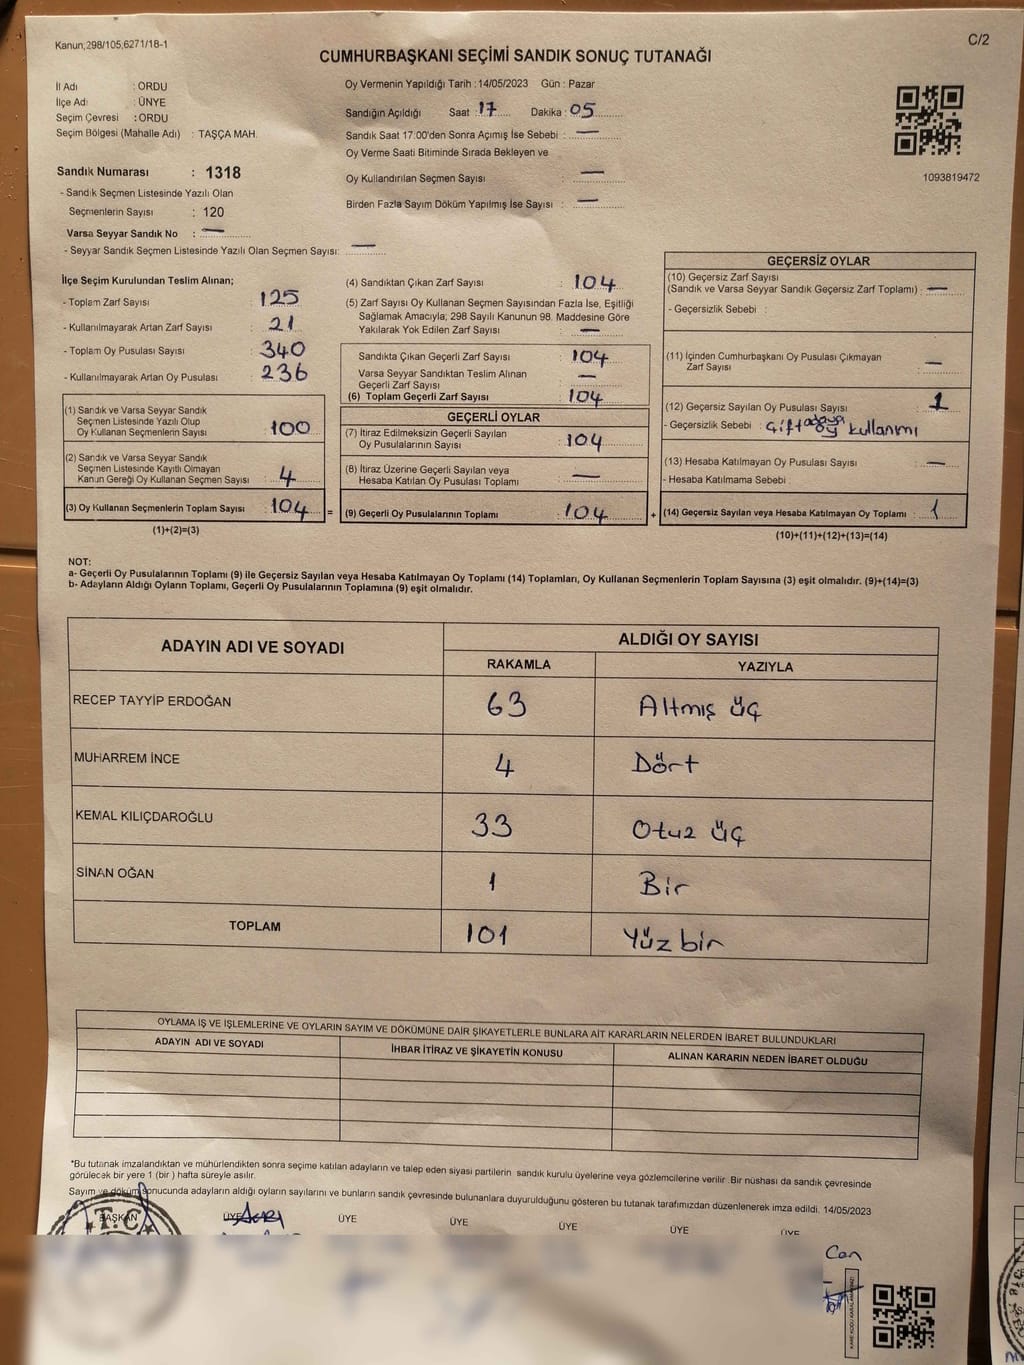 Kanun;298/105;6271/18-1
C/2
CUMHURBAŞKANI SEÇİMİ SANDIK SONUÇ TUTANAĞI
İl Adı : ORDU
İlçe Adı : ÜNYE
Seçim Çevresi : ORDU
Seçim Bölgesi (Mahalle Adı) : TAŞÇA MAH.
Sandık Numarası : 1318
- Sandık Seçmen Listesinde Yazılı Olan
Seçmenlerin Sayısı : 120
Varsa Seyyar Sandık No : —
- Seyyar Sandık Seçmen Listesinde Yazılı Olan Seçmen Sayısı: —
Oy Vermenin Yapıldığı Tarih : 14/05/2023 Gün : Pazar
Sandığın Açıldığı Saat : 17 Dakika : 05
Sandık Saat 17:00'den Sonra Açımış İse Sebebi : —
Oy Verme Saati Bitiminde Sırada Bekleyen ve
Oy Kullandırılan Seçmen Sayısı : —
Birden Fazla Sayım Döküm Yapılmış İse Sayısı : —
1093819472
İlçe Seçim Kurulundan Teslim Alınan;
- Toplam Zarf Sayısı : 125
- Kullanılmayarak Artan Zarf Sayısı : 21
- Toplam Oy Pusulası Sayısı : 340
- Kullanılmayarak Artan Oy Pusulası : 236
(1) Sandık ve Varsa Seyyar Sandık
Seçmen Listesinde Yazılı Olup
Oy Kullanan Seçmenlerin Sayısı : 100
(2) Sandık ve Varsa Seyyar Sandık
Seçmen Listesinde Kayıtlı Olmayan
Kanun Gereği Oy Kullanan Seçmen Sayısı : 4
(3) Oy Kullanan Seçmenlerin Toplam Sayısı : 104 =
(1)+(2)=(3)
(4) Sandıktan Çıkan Zarf Sayısı : 104
(5) Zarf Sayısı Oy Kullanan Seçmen Sayısından Fazla İse, Eşitliği
Sağlamak Amacıyla; 298 Sayılı Kanunun 98. Maddesine Göre
Yakılarak Yok Edilen Zarf Sayısı : —
Sandıkta Çıkan Geçerli Zarf Sayısı : 104
Varsa Seyyar Sandıktan Teslim Alınan
Geçerli Zarf Sayısı : —
(6) Toplam Geçerli Zarf Sayısı : 104
GEÇERLİ OYLAR
(7) İtiraz Edilmeksizin Geçerli Sayılan
Oy Pusulalarının Sayısı : 104
(8) İtiraz Üzerine Geçerli Sayılan veya
Hesaba Katılan Oy Pusulası Toplamı : —
(9) Geçerli Oy Pusulalarının Toplamı : 104 +
GEÇERSİZ OYLAR
(10) Geçersiz Zarf Sayısı
(Sandık ve Varsa Seyyar Sandık Geçersiz Zarf Toplamı) : —
- Geçersizlik Sebebi :
(11) İçinden Cumhurbaşkanı Oy Pusulası Çıkmayan
Zarf Sayısı : —
(12) Geçersiz Sayılan Oy Pusulası Sayısı : 1
- Geçersizlik Sebebi : Çift adaya oy kullanımı
(13) Hesaba Katılmayan Oy Pusulası Sayısı : —
- Hesaba Katılmama Sebebi :
(14) Geçersiz Sayılan veya Hesaba Katılmayan Oy Toplamı : 1
(10)+(11)+(12)+(13)=(14)
NOT:
a- Geçerli Oy Pusulalarının Toplamı (9) ile Geçersiz Sayılan veya Hesaba Katılmayan Oy Toplamı (14) Toplamları, Oy Kullanan Seçmenlerin Toplam Sayısına (3) eşit olmalıdır. (9)+(14)=(3)
b- Adayların Aldığı Oyların Toplamı, Geçerli Oy Pusulalarının Toplamına (9) eşit olmalıdır.
ADAYIN ADI VE SOYADI ALDIĞI OY SAYISI
RAKAMLA YAZIYLA
RECEP TAYYİP ERDOĞAN 63 Altmış üç
MUHARREM İNCE 4 Dört
KEMAL KILIÇDAROĞLU 33 Otuz üç
SİNAN OĞAN 1 Bir
TOPLAM 101 Yüz bir
OYLAMA İŞ VE İŞLEMLERİNE VE OYLARIN SAYIM VE DÖKÜMÜNE DAİR ŞİKAYETLERLE BUNLARA AİT KARARLARIN NELERDEN İBARET BULUNDUKLARI
ADAYIN ADI VE SOYADI İHBAR İTİRAZ VE ŞİKAYETİN KONUSU ALINAN KARARIN NEDEN İBARET OLDUĞU
*Bu tutanak imzalandıktan ve mühürlendikten sonra seçime katılan adayların ve talep eden siyasi partilerin sandık kurulu üyelerine veya gözlemcilerine verilir. Bir nüshası da sandık çevresinde
görülecek bir yere 1 (bir) hafta süreyle asılır.
Sayım ve döküm sonucunda adayların aldığı oyların sayılarını ve bunların sandık çevresinde bulunanlara duyurulduğunu gösteren bu tutanak tarafımızdan düzenlenerek imza edildi. 14/05/2023
BAŞKAN ÜYE ÜYE ÜYE ÜYE ÜYE ÜYE
T.C.
Can